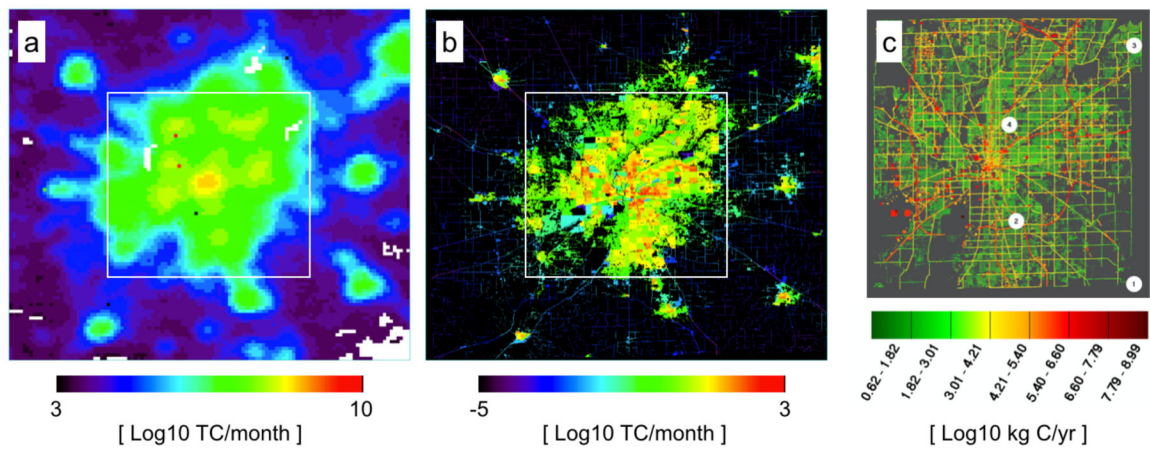 a
b
c
3
4
2
1
3 10
[ Log10 TC/month ]
-5 3
[ Log10 TC/month ]
0.62 - 1.82
1.82 - 3.01
3.01 - 4.21
4.21 - 5.40
5.40 - 6.60
6.60 - 7.79
7.79 - 8.99
[ Log10 kg C/yr ]